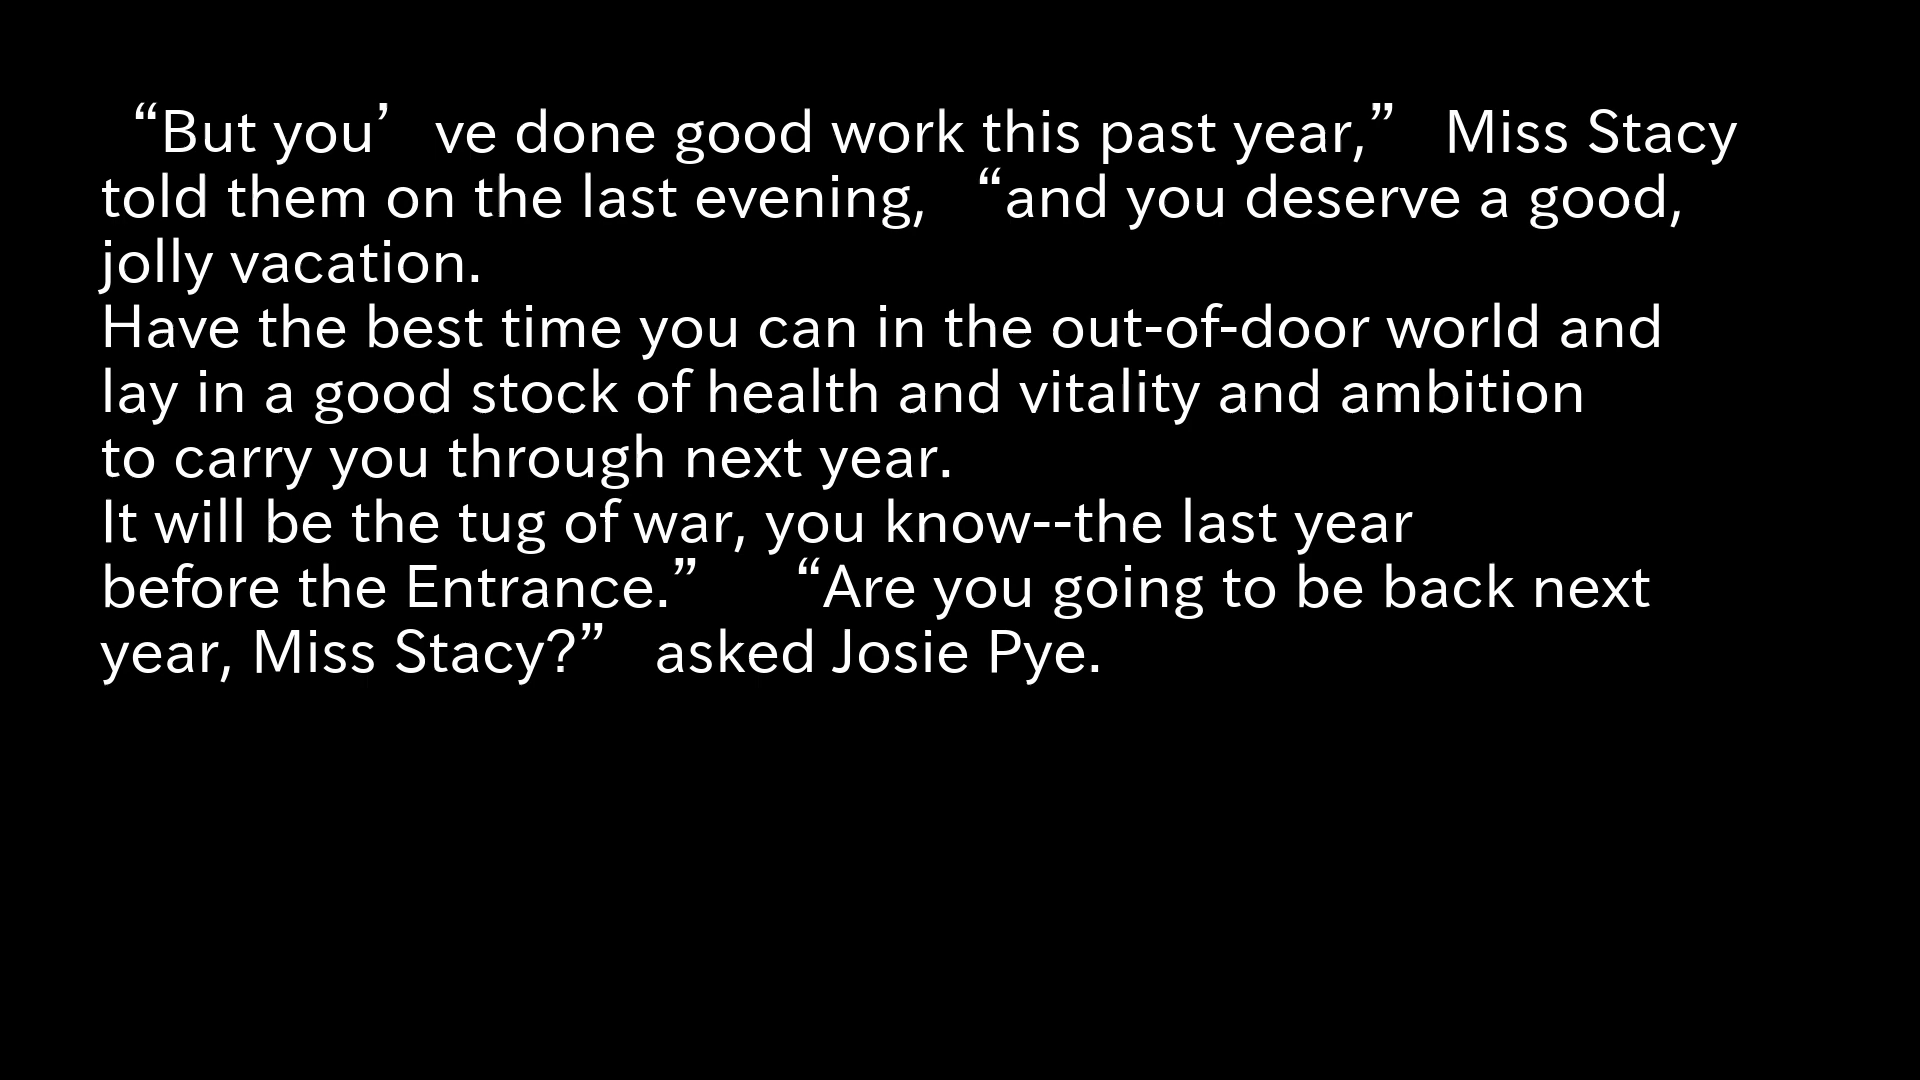 “But you’ve done good work this past year,” Miss Stacy
told them on the last evening, “and you deserve a good,
jolly vacation.
Have the best time you can in the out-of-door world and
lay in a good stock of health and vitality and ambition
to carry you through next year.
It will be the tug of war, you know--the last year
before the Entrance.” “Are you going to be back next
year, Miss Stacy?” asked Josie Pye.